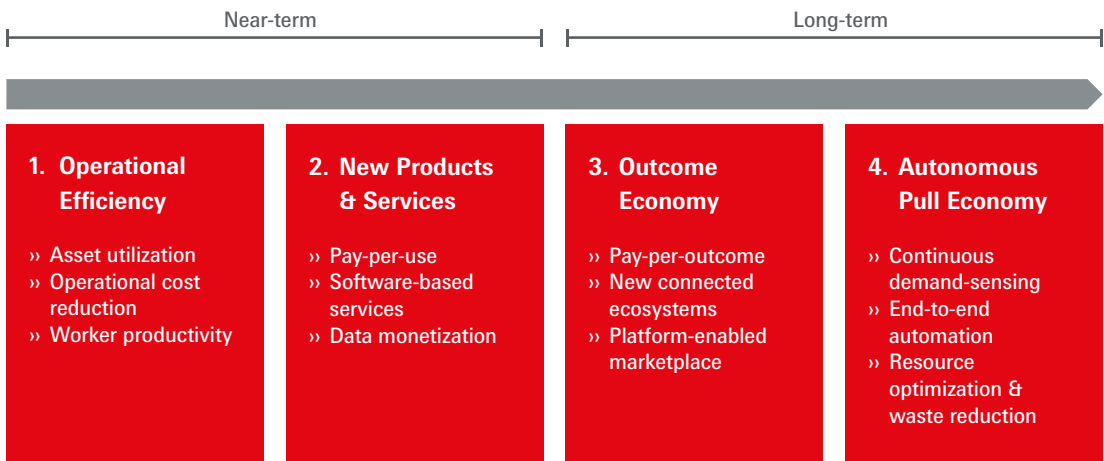 Near-term
Long-term
1. Operational
Efficiency
›› Asset utilization
›› Operational cost
reduction
›› Worker productivity
2. New Products
& Services
›› Pay-per-use
›› Software-based
services
›› Data monetization
3. Outcome
Economy
›› Pay-per-outcome
›› New connected
ecosystems
›› Platform-enabled
marketplace
4. Autonomous
Pull Economy
›› Continuous
demand-sensing
›› End-to-end
automation
›› Resource
optimization &
waste reduction